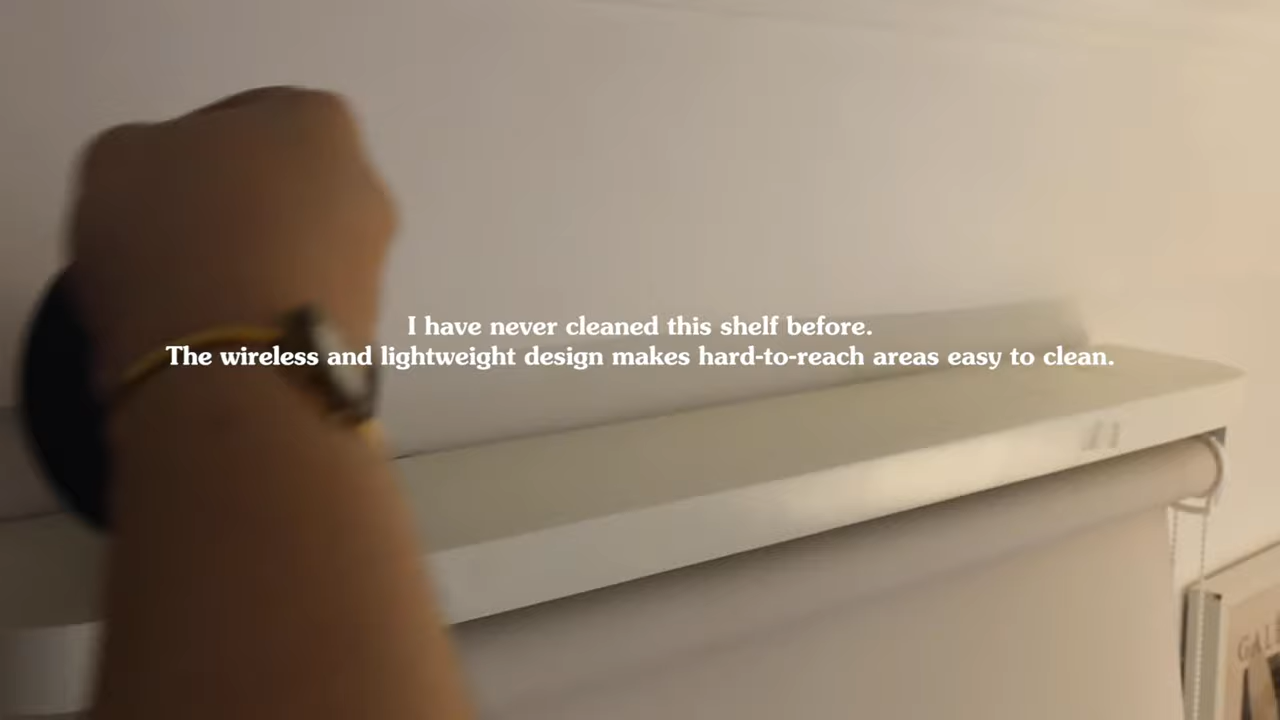 I have never cleaned this shelf before.
The wireless and lightweight design makes hard-to-reach areas easy to clean.